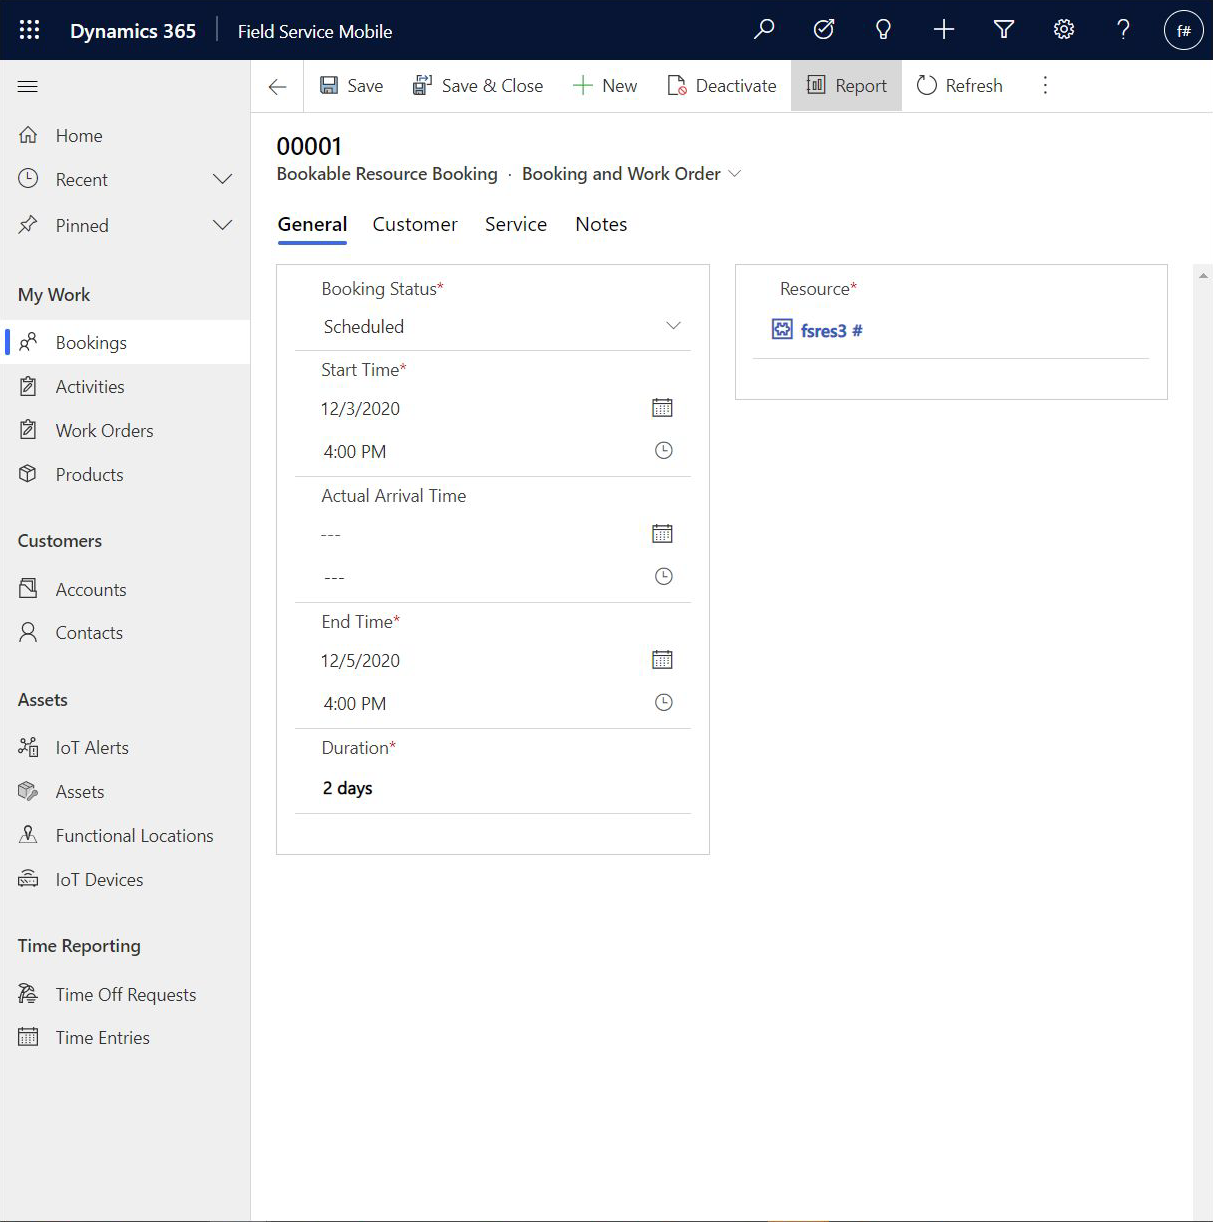 Dynamics 365 Field Service Mobile f#
Save Save & Close New Deactivate Report Refresh
Home
Recent
Pinned
My Work
Bookings
Activities
Work Orders
Products
Customers
Accounts
Contacts
Assets
IoT Alerts
Assets
Functional Locations
IoT Devices
Time Reporting
Time Off Requests
Time Entries
00001
Bookable Resource Booking · Booking and Work Order
General Customer Service Notes
Booking Status*
Scheduled
Start Time*
12/3/2020
4:00 PM
Actual Arrival Time
---
---
End Time*
12/5/2020
4:00 PM
Duration*
2 days
Resource*
fsres3 #